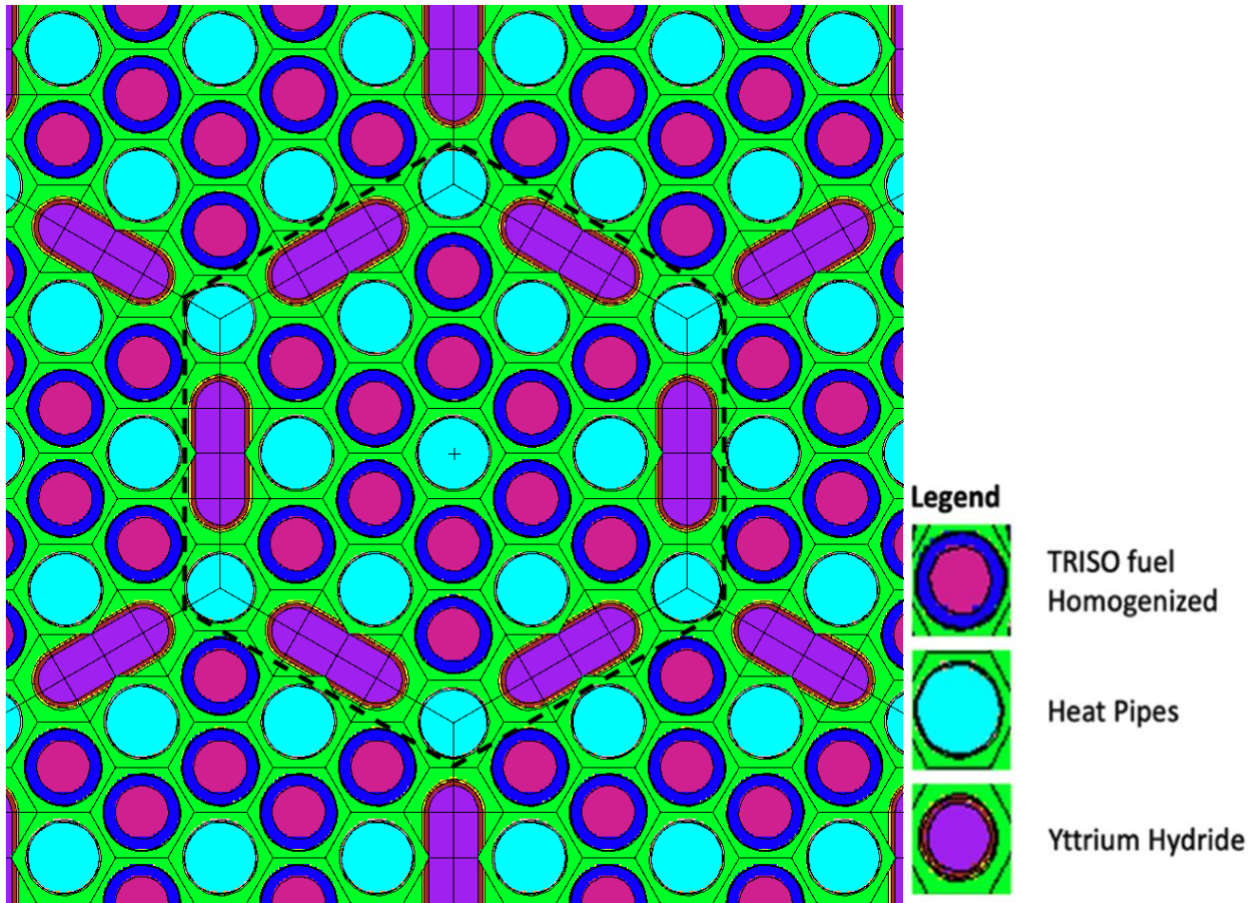 Legend
TRISO fuel
Homogenized
Heat Pipes
Yttrium Hydride